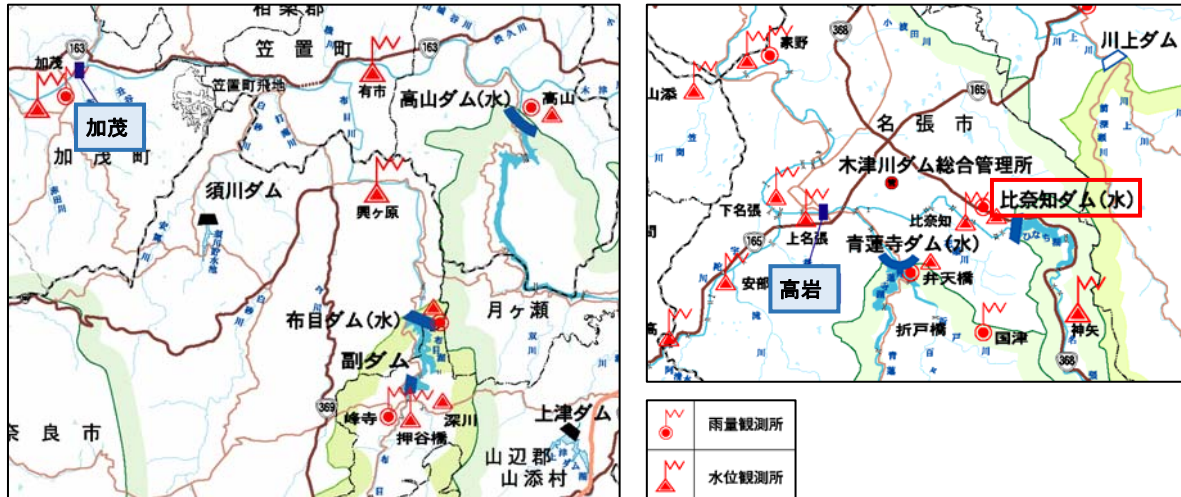 相楽郡
笠置町
163
163
加茂
笠置町飛地
有市
高山ダム(水)
高山
加茂
加茂町
須川ダム
興ヶ原
月ヶ瀬
布目ダム(水)
副ダム
369
峰寺
深川
押谷橋
上津ダム
奈良市
山辺郡
山添村
368
家野
川上ダム
山添
165
名張市
木津川ダム総合管理所
比奈知ダム(水)
下名張
比奈知
上名張
ひなち湖
165
青蓮寺ダム(水)
安部
高岩
弁天橋
折戸橋
国津
神矢
368
雨量観測所
水位観測所